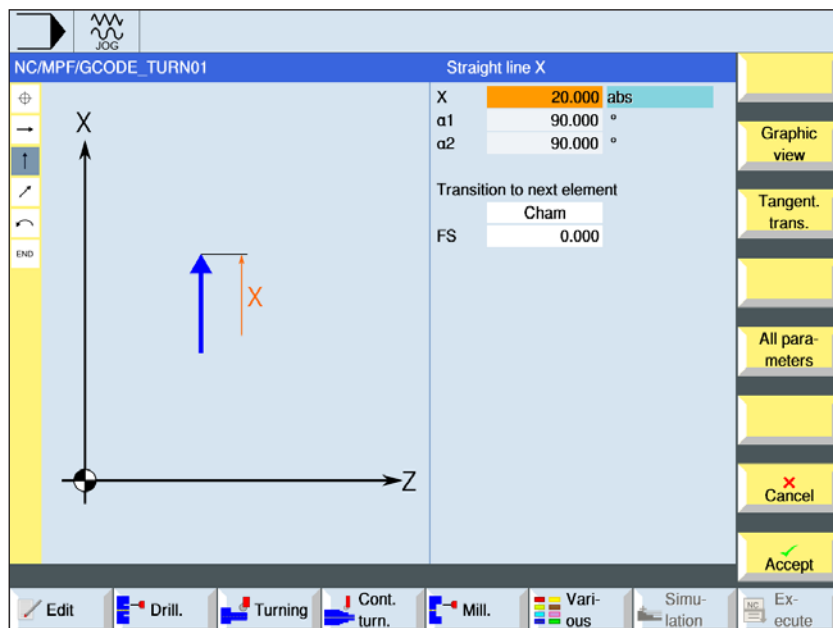 JOG
NC/MPF/GCODE_TURN01
Straight line X
X 20.000 abs
α1 90.000 °
α2 90.000 °
Transition to next element
Cham
FS 0.000
END
X
X
Z
Graphic
view
Tangent.
trans.
All para-
meters
Cancel
Accept
Edit
Drill.
Turning
Cont.
turn.
Mill.
Vari-
ous
Simu-
lation
NC
Ex-
ecute